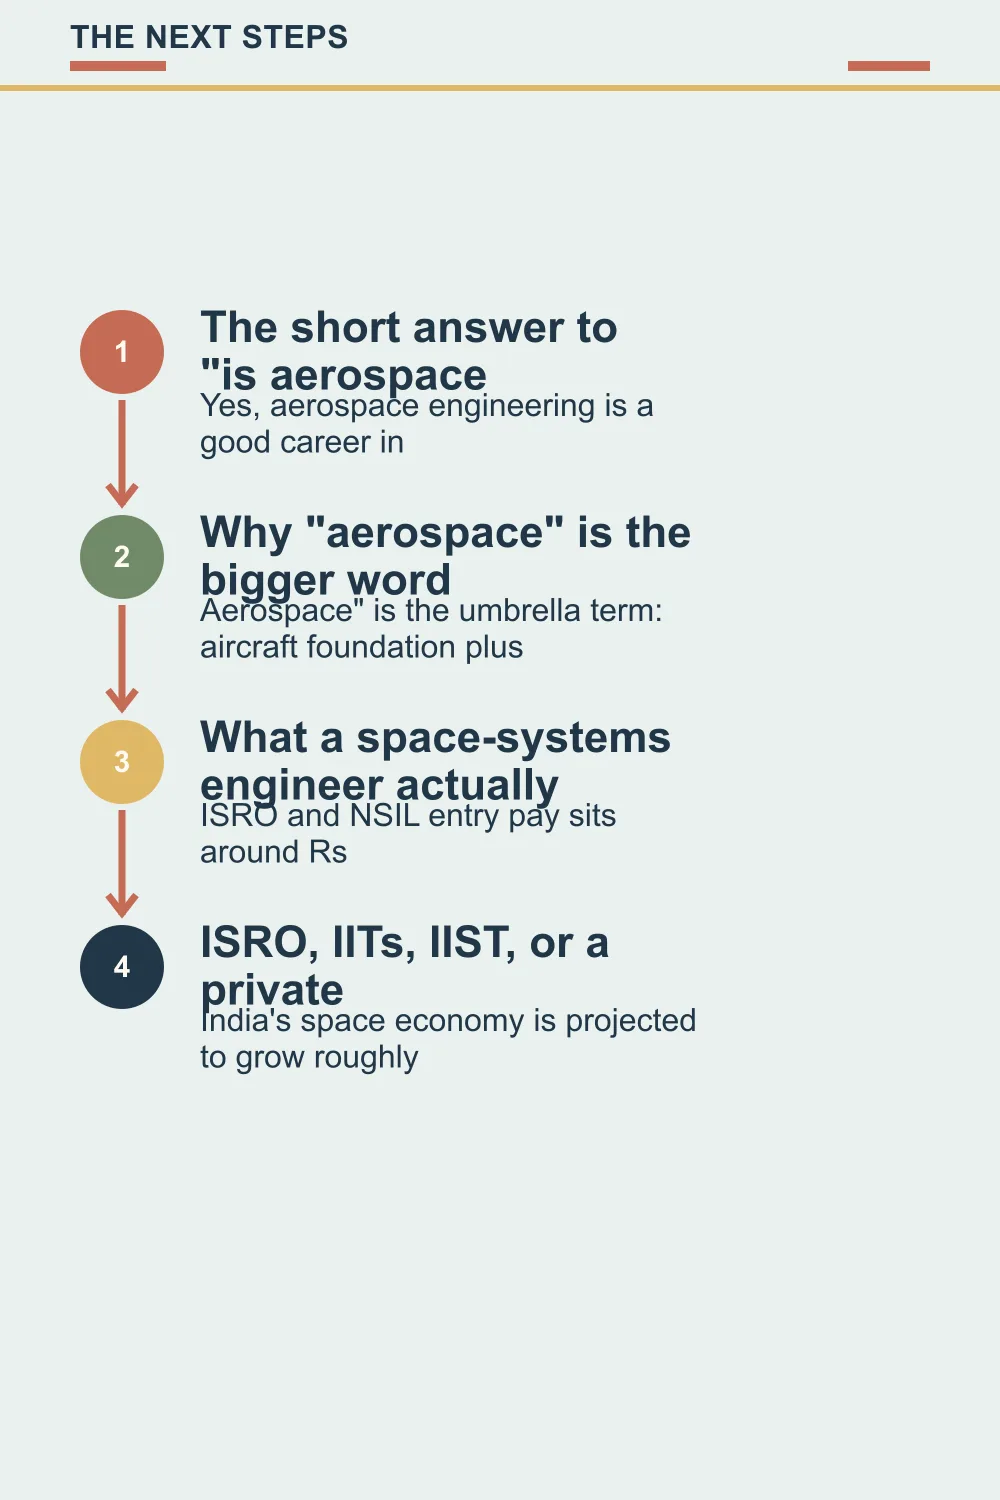 THE NEXT STEPS
1
The short answer to
"is aerospace
Yes, aerospace engineering is a
good career in
2
Why "aerospace" is the
bigger word
Aerospace" is the umbrella term:
aircraft foundation plus
3
What a space-systems
engineer actually
ISRO and NSIL entry pay sits
around Rs
4
ISRO, IITs, IIST, or a
private
India's space economy is projected
to grow roughly